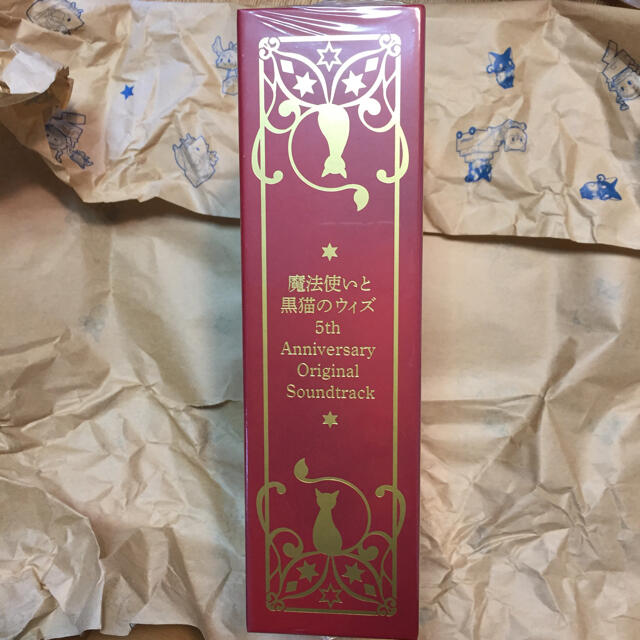 魔法使いと
黒猫のウィズ
5th
Anniversary
Original
Soundtrack